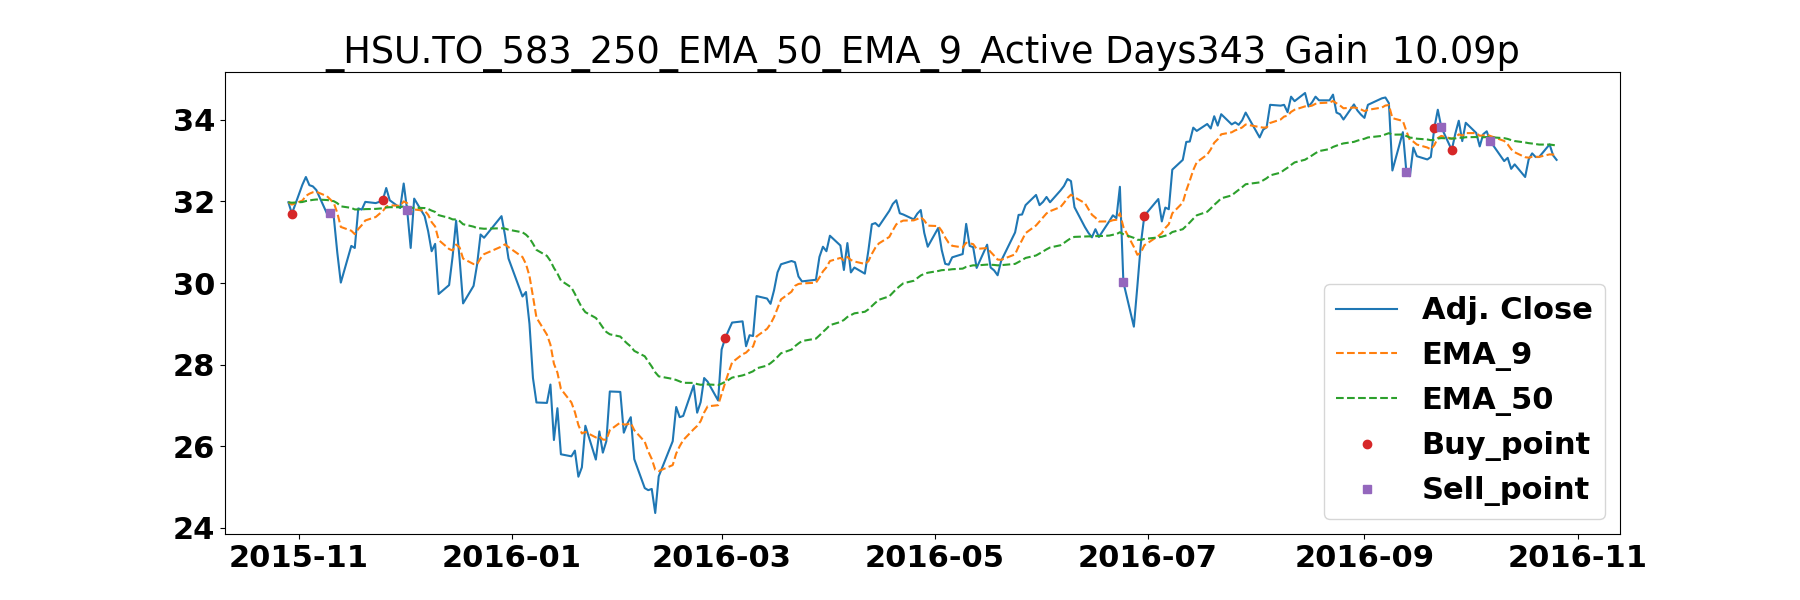 _HSU.TO_583_250_EMA_50_EMA_9_Active Days343_Gain  10.09p
34
32
30
28
26
24
2015-11 2016-01 2016-03 2016-05 2016-07 2016-09 2016-11
Adj. Close
EMA_9
EMA_50
Buy_point
Sell_point